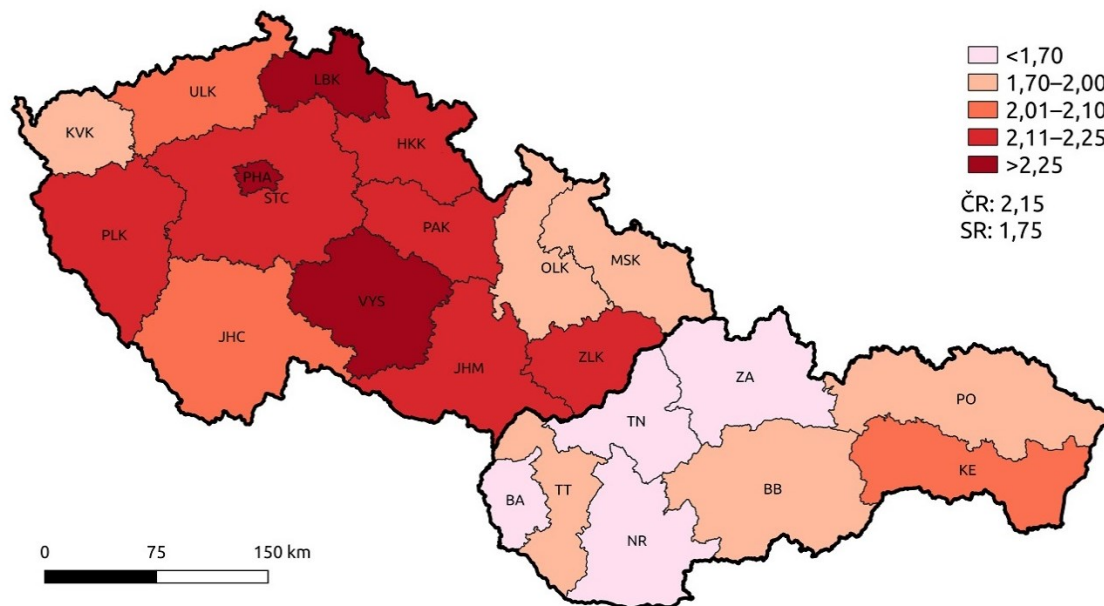 <1,70
1,70–2,00
2,01–2,10
2,11–2,25
>2,25
ČR: 2,15
SR: 1,75
LBK
ULK
KVK
HKK
PHA
STC
PAK
PLK
OLK
MSK
VYS
JHC
ZLK
JHM
ZA
PO
TN
KE
BB
TT
BA
NR
0 75 150 km